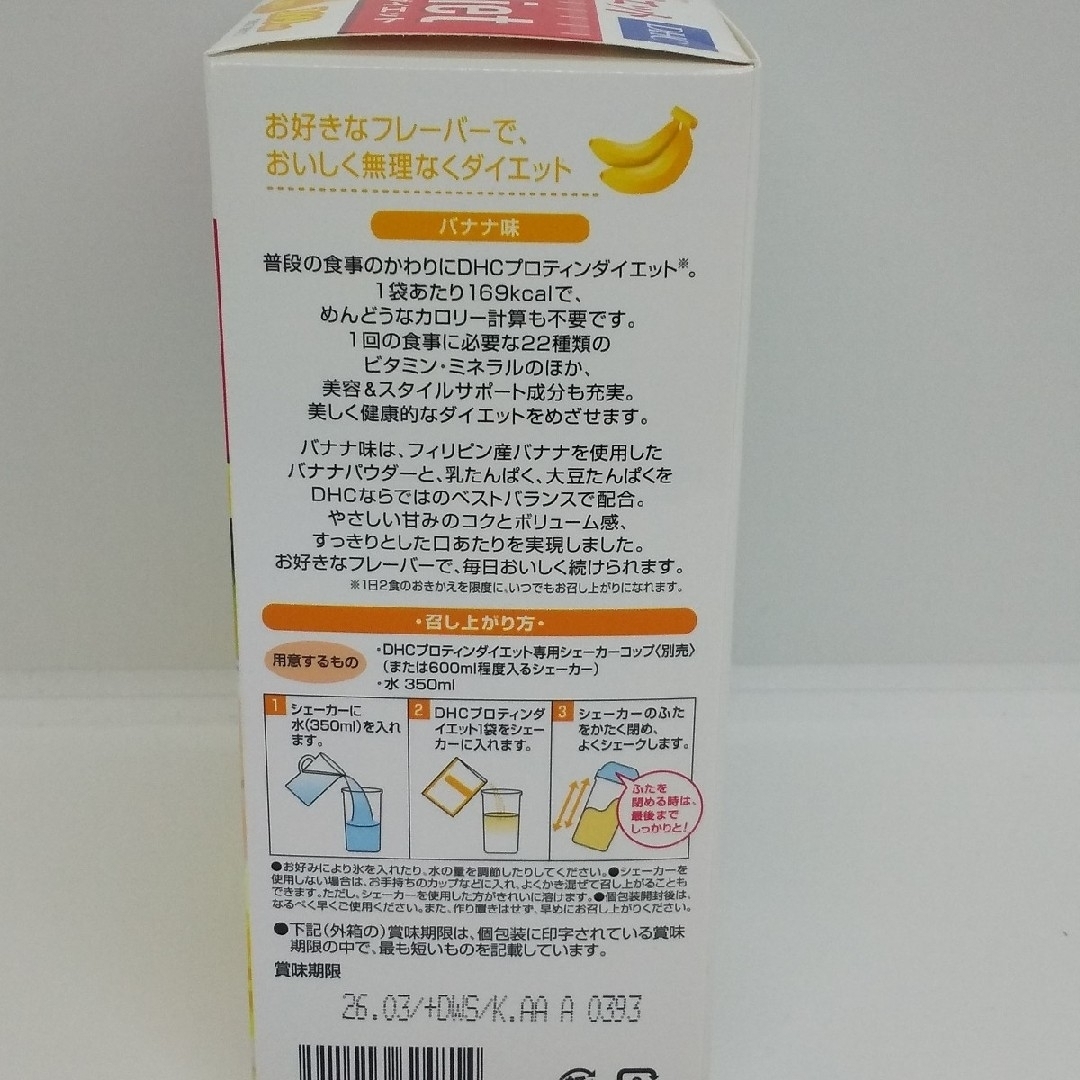 iet
イエット
DHC
お好きなフレーバーで、
おいしく無理なくダイエット
バナナ味
普段の食事のかわりにDHCプロティンダイエット※。
1袋あたり169kcalで、
めんどうなカロリー計算も不要です。
1回の食事に必要な22種類の
ビタミン・ミネラルのほか、
美容&スタイルサポート成分も充実。
美しく健康的なダイエットをめざせます。
バナナ味は、フィリピン産バナナを使用した
バナナパウダーと、乳たんぱく、大豆たんぱくを
DHCならではのベストバランスで配合。
やさしい甘みのコクとボリューム感、
すっきりとした口あたりを実現しました。
お好きなフレーバーで、毎日おいしく続けられます。
※1日2食のおきかえを限度に、いつでもお召し上がりになれます。
・召し上がり方・
用意するもの
・DHCプロティンダイエット専用シェーカーコップ〈別売〉
(または600ml程度入るシェーカー)
・水 350ml
1 シェーカーに
水(350ml)を入れ
ます。
2 DHCプロティンダ
イエット1袋をシェー
カーに入れます。
3 シェーカーのふた
をかたく閉め、
よくシェークします。
ふたを
閉める時は、
最後まで
しっかりと!
●お好みにより氷を入れたり、水の量を調節したりしてください。●シェーカーを
使用しない場合は、お手持ちのカップなどに入れ、よくかき混ぜて召し上がることも
できます。ただし、シェーカーを使用した方がきれいに溶けます。●個包装開封後は、
なるべく早くご使用ください。また、作り置きはせず、早めにお召し上がりください。
●下記(外箱の)賞味期限は、個包装に印字されている賞味
期限の中で、最も短いものを記載しています。
賞味期限
26.03/+DWS/K.AA A 0393